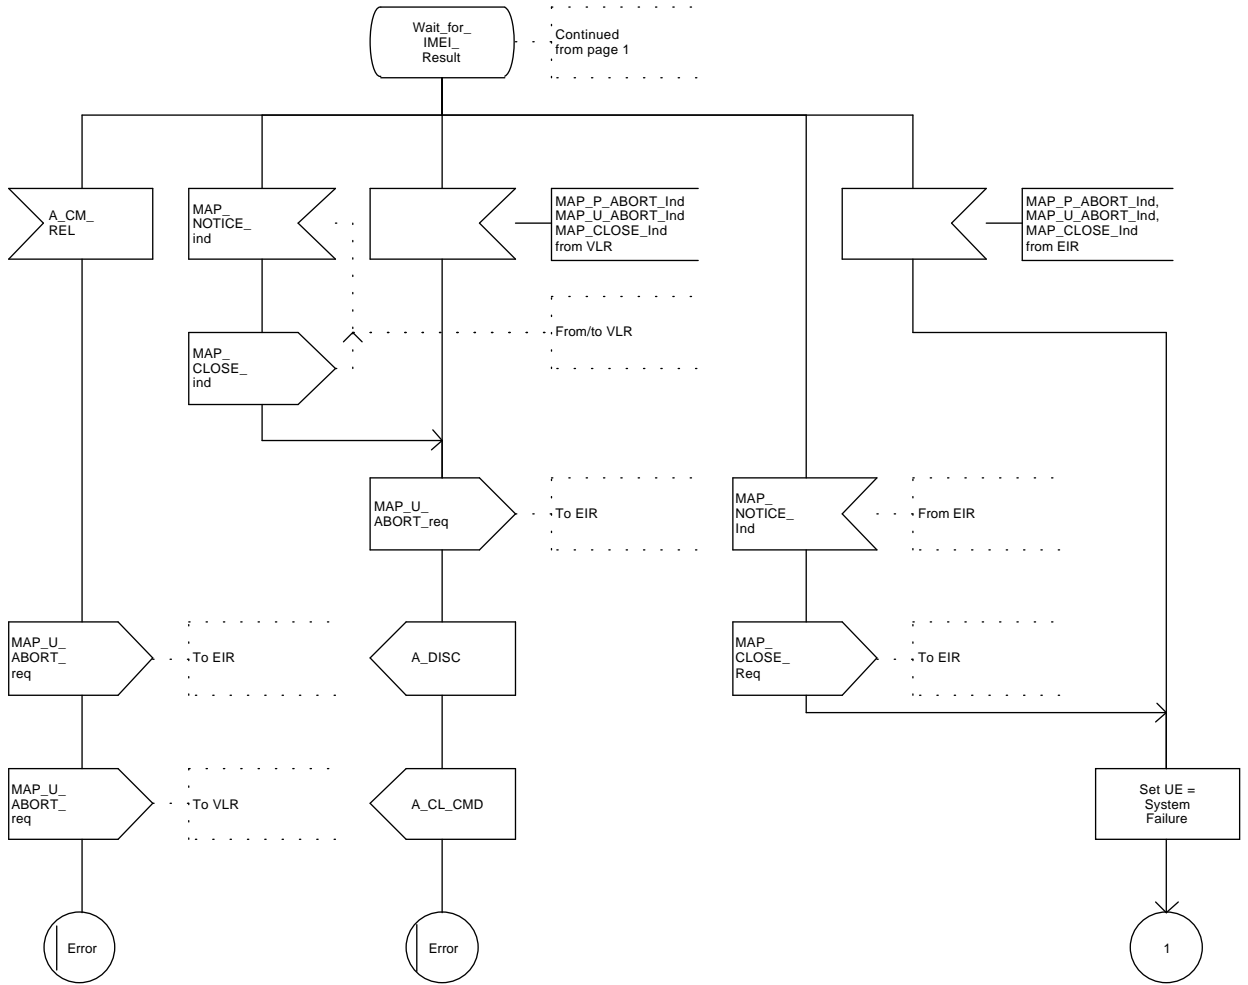 Wait_for_
IMEI_
Result
Continued
from page 1
A_CM_
REL
MAP_
NOTICE_
ind
MAP_P_ABORT_Ind
MAP_U_ABORT_Ind
MAP_CLOSE_Ind
from VLR
MAP_P_ABORT_Ind,
MAP_U_ABORT_Ind,
MAP_CLOSE_Ind
from EIR
MAP_
CLOSE_
ind
From/to VLR
MAP_U_
ABORT_req
To EIR
MAP_
NOTICE_
Ind
From EIR
MAP_U_
ABORT_
req
To EIR
A_DISC
MAP_
CLOSE_
Req
To EIR
MAP_U_
ABORT_
req
To VLR
A_CL_CMD
Set UE =
System
Failure
Error
Error
1